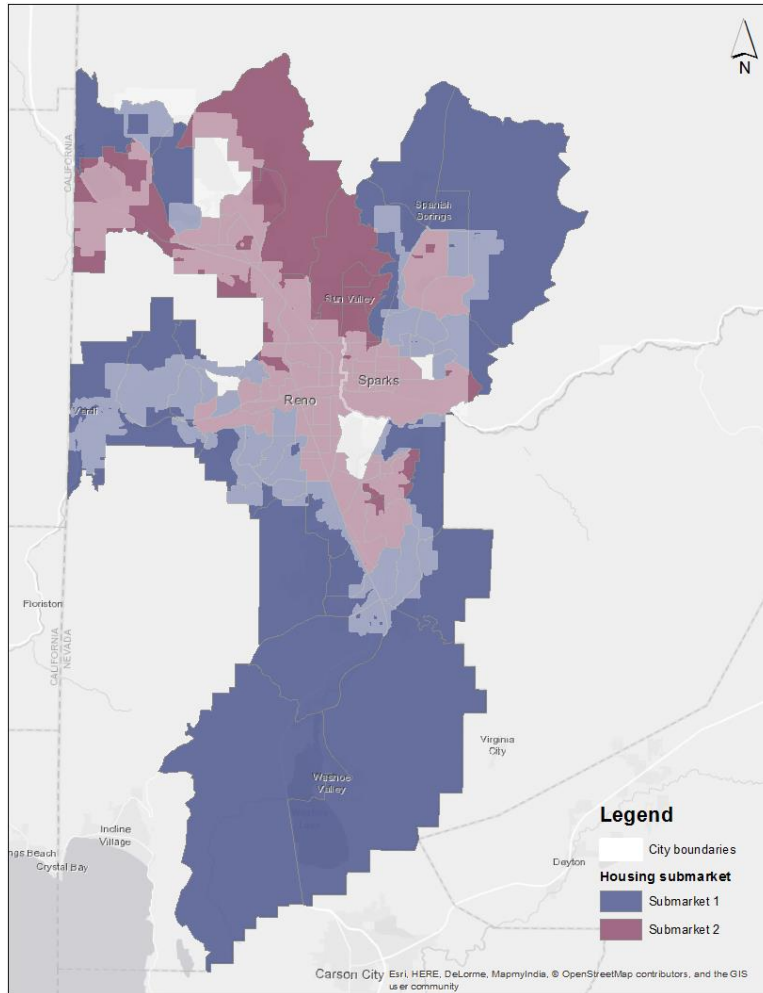 N
CALIFORNIA
Spanish
Springs
Sun Valley
Sparks
Reno
Verdi
Floriston
CALIFORNIA
NEVADA
Virginia
City
Washoe
Valley
Legend
City boundaries
Housing submarket
Submarket 1
Submarket 2
Incline
Village
ngs Beach
Crystal Bay
Dayton
Carson City
Esri, HERE, DeLorme, MapmyIndia, © OpenStreetMap contributors, and the GIS
user community